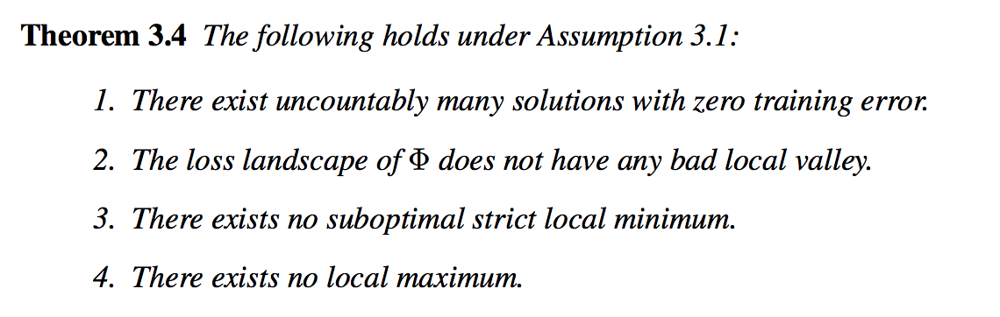 Theorem 3.4 The following holds under Assumption 3.1:
1. There exist uncountably many solutions with zero training error.
2. The loss landscape of Φ does not have any bad local valley.
3. There exists no suboptimal strict local minimum.
4. There exists no local maximum.